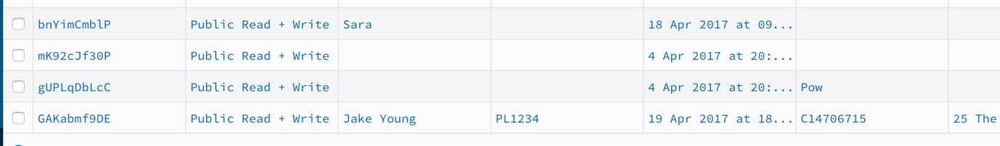 bnYimCmblP Public Read + Write Sara 18 Apr 2017 at 09...
mK92cJf30P Public Read + Write 4 Apr 2017 at 20:...
gUPLqDbLcC Public Read + Write 4 Apr 2017 at 20:... Pow
GAKabmf9DE Public Read + Write Jake Young PL1234 19 Apr 2017 at 18... C14706715 25 The